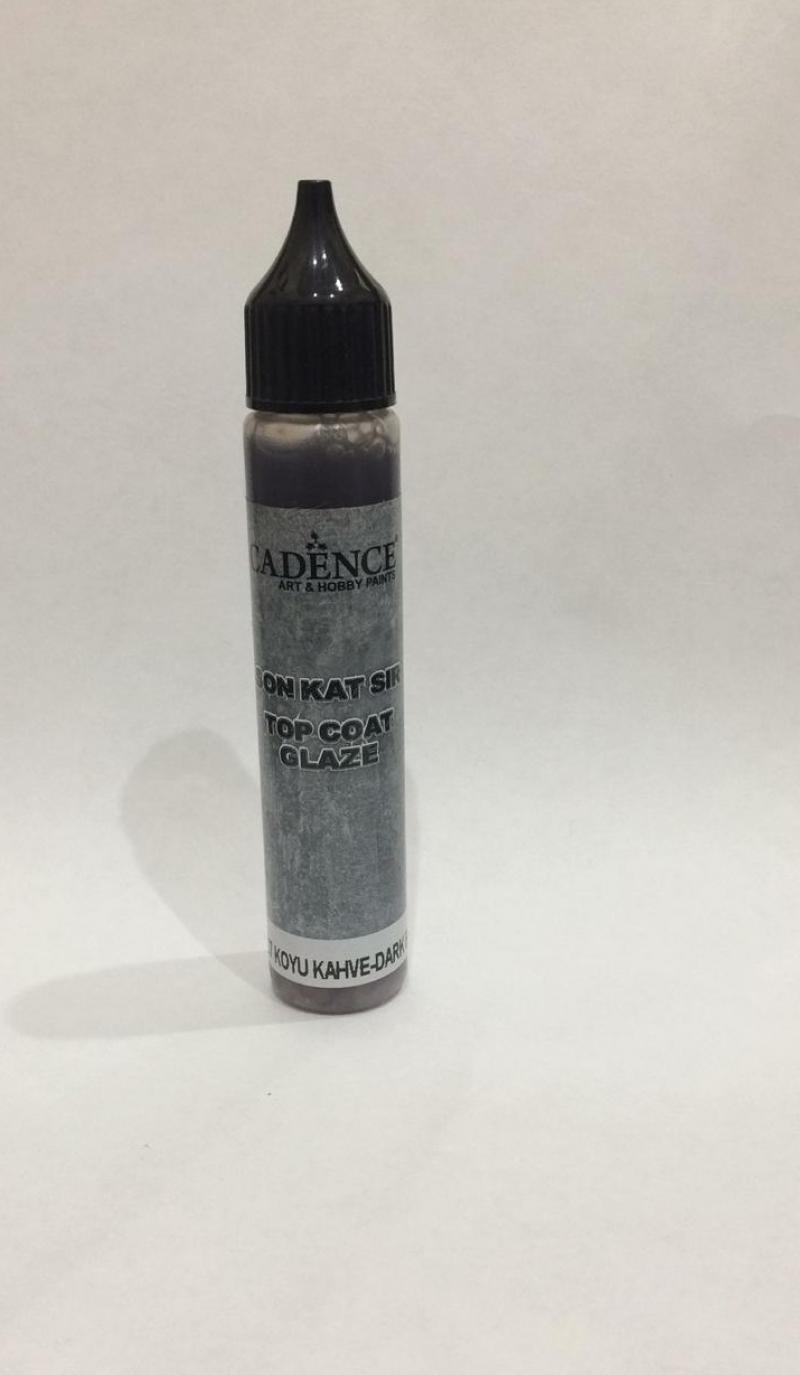 CADENCE
ART & HOBBY PAINTS
SON KAT SIR
TOP COAT
GLAZE
KOYU KAHVE-DARK